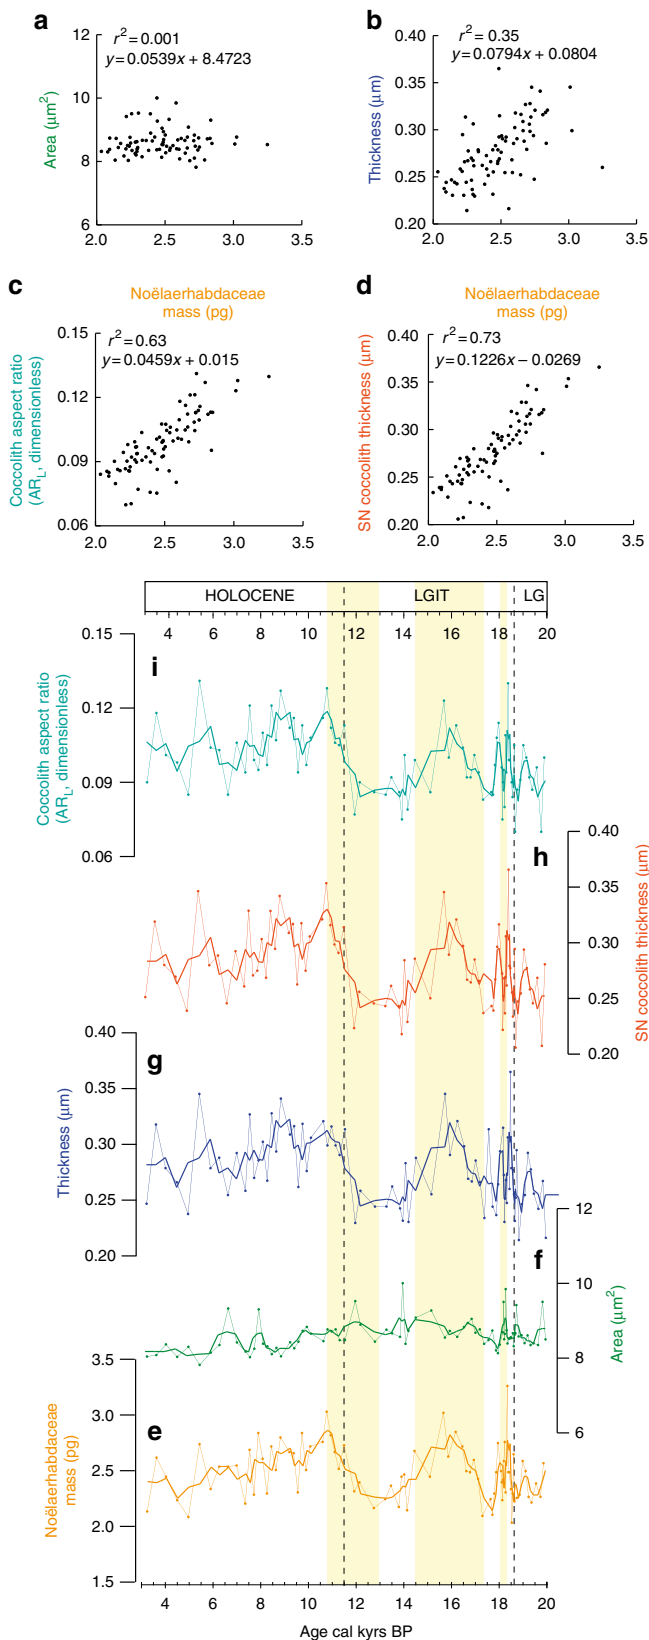 a
r² = 0.001
y = 0.0539x + 8.4723
Area (µm²)
12
10
8
6
2.0 2.5 3.0 3.5
b
r² = 0.35
y = 0.0794x + 0.0804
Thickness (µm)
0.40
0.35
0.30
0.25
0.20
2.0 2.5 3.0 3.5
Noëlaerhabdaceae
mass (pg)
Noëlaerhabdaceae
mass (pg)
c
r² = 0.63
y = 0.0459x + 0.015
Coccolith aspect ratio
(AR_L, dimensionless)
0.15
0.12
0.09
0.06
2.0 2.5 3.0 3.5
d
r² = 0.73
y = 0.1226x − 0.0269
SN coccolith thickness (µm)
0.40
0.35
0.30
0.25
0.20
2.0 2.5 3.0 3.5
HOLOCENE LGIT LG
4 6 8 10 12 14 16 18 20
i
Coccolith aspect ratio
(AR_L, dimensionless)
0.15
0.12
0.09
0.06
h
SN coccolith thickness (µm)
0.40
0.35
0.30
0.25
0.20
g
Thickness (µm)
0.40
0.35
0.30
0.25
0.20
f
Area (µm²)
12
10
8
6
e
Noëlaerhabdaceae
mass (pg)
3.5
3.0
2.5
2.0
1.5
4 6 8 10 12 14 16 18 20
Age cal kyrs BP